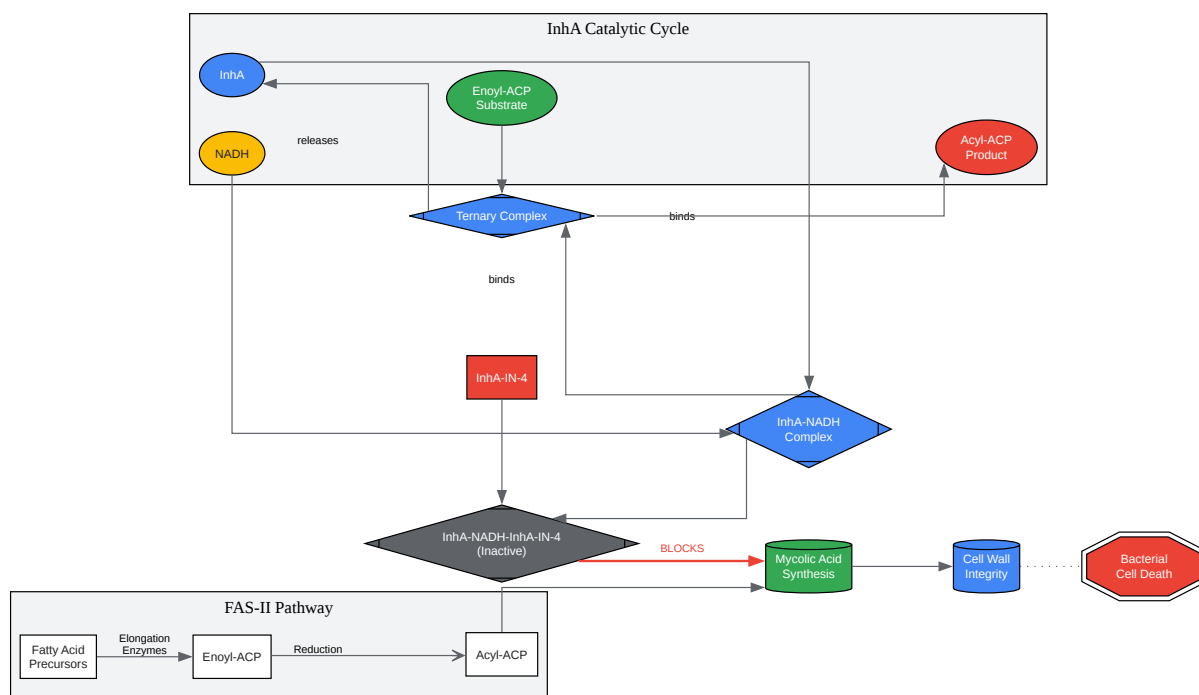 InhA Catalytic Cycle
InhA
Enoyl-ACP
Substrate
releases
NADH
Acyl-ACP
Product
Ternary Complex
binds
binds
InhA-IN-4
InhA-NADH
Complex
InhA-NADH-InhA-IN-4
(Inactive)
BLOCKS
Mycolic Acid
Synthesis
Cell Wall
Integrity
Bacterial
Cell Death
FAS-II Pathway
Fatty Acid
Precursors
Elongation
Enzymes
Enoyl-ACP
Reduction
Acyl-ACP